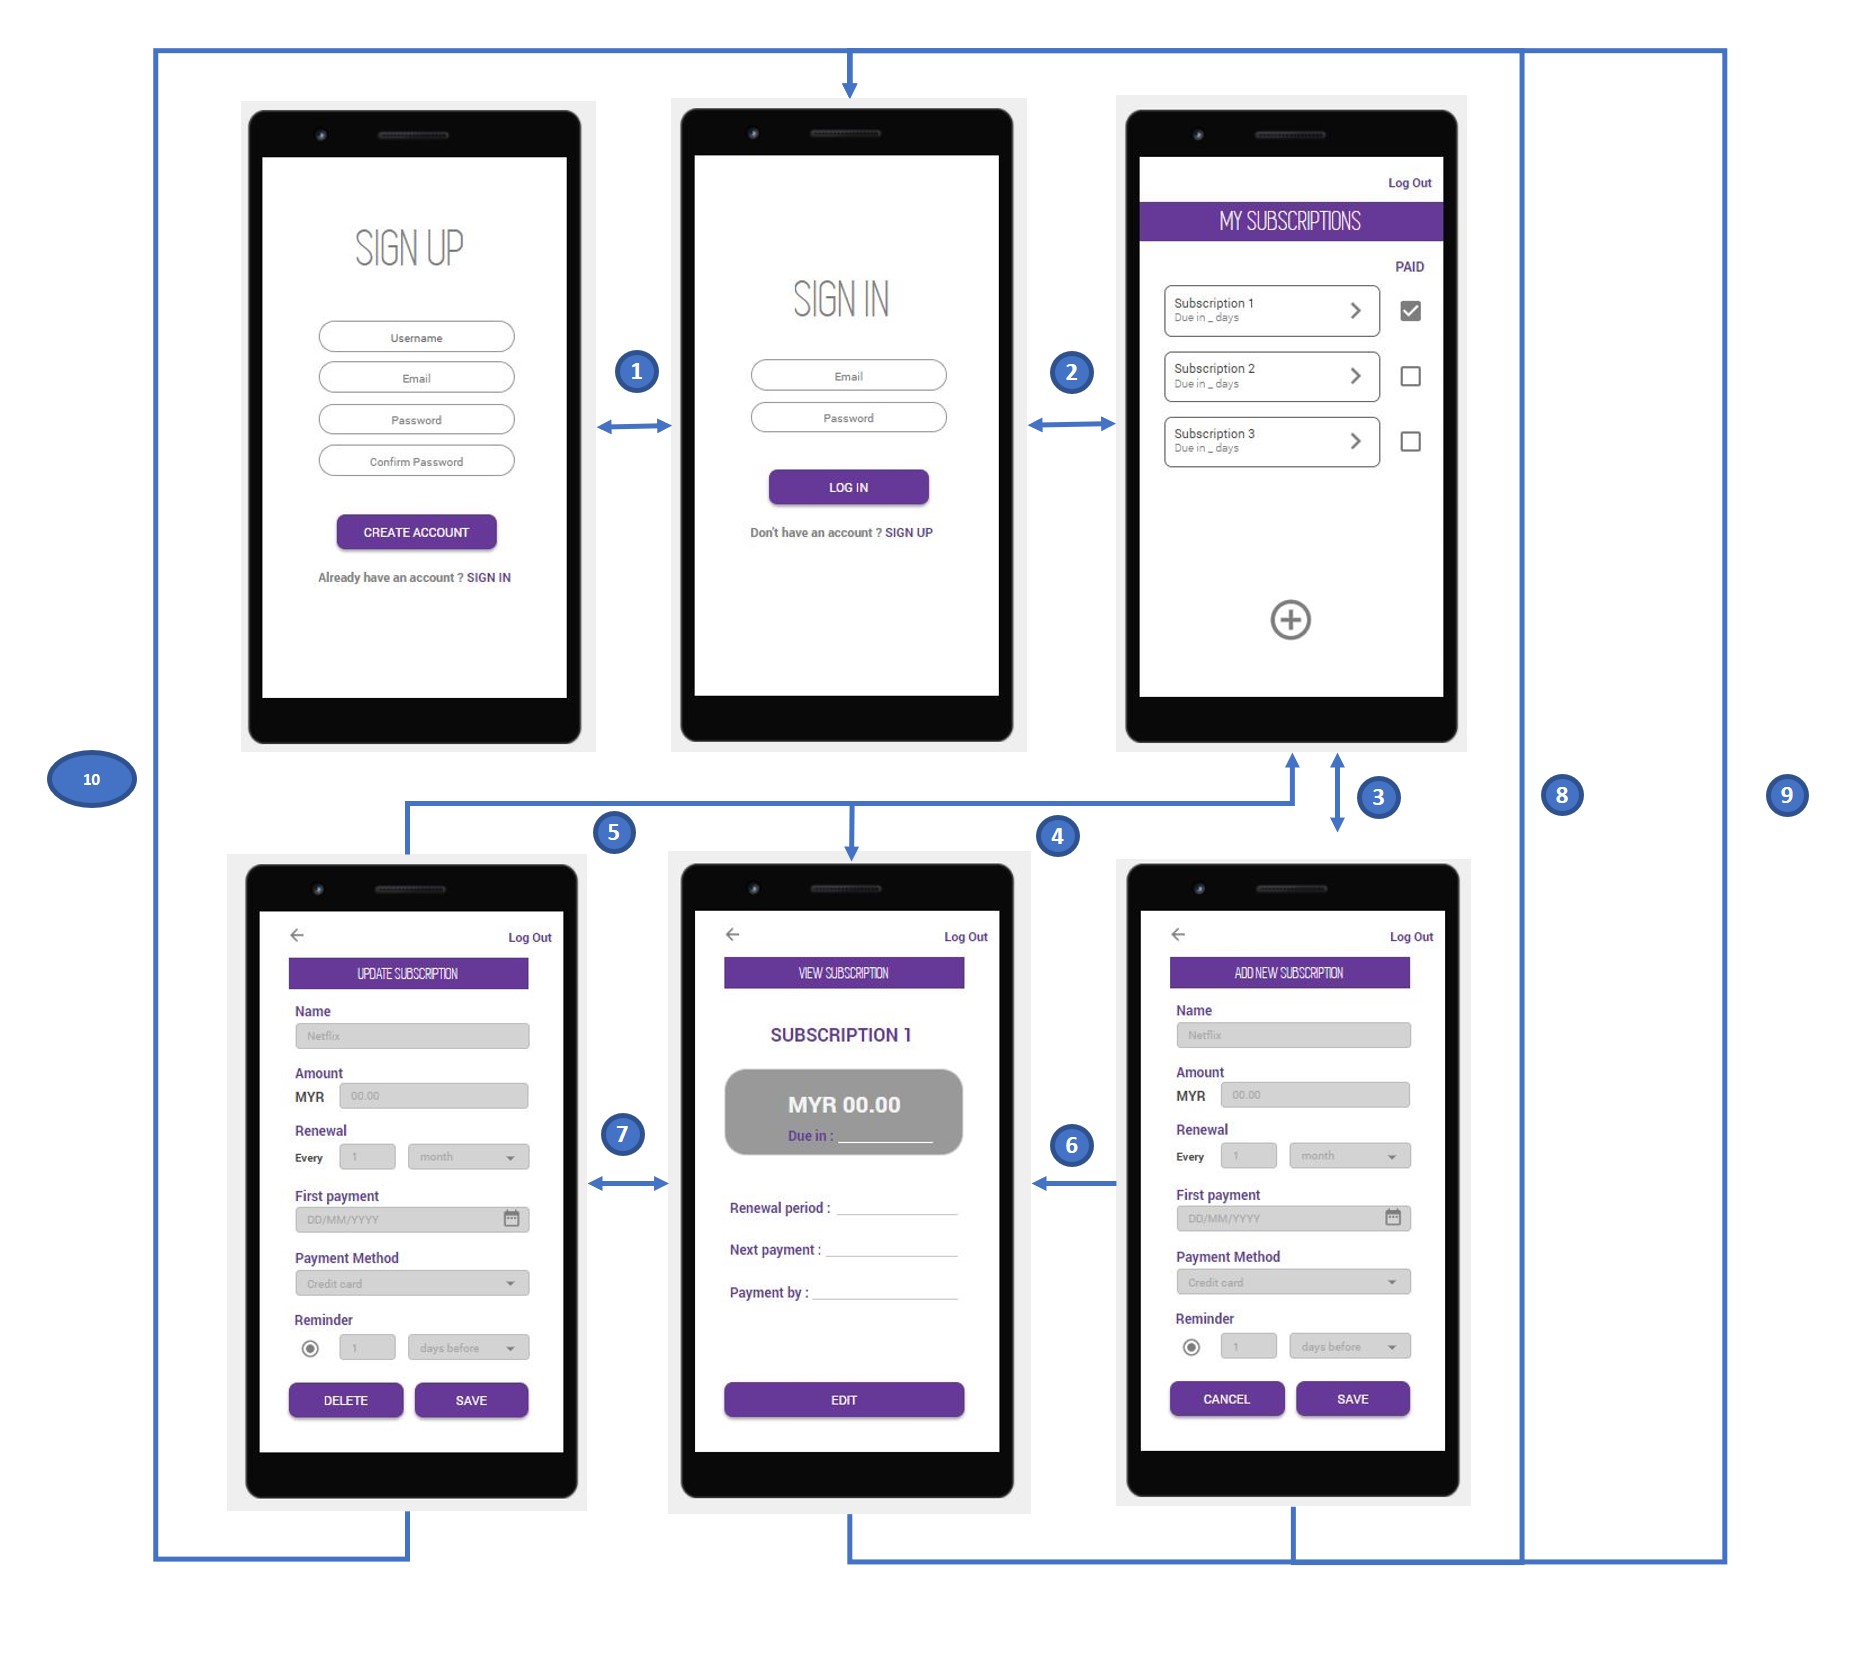 SIGN UP
Username
Email
Password
Confirm Password
CREATE ACCOUNT
Already have an account ? SIGN IN
1
SIGN IN
Email
Password
LOG IN
Don't have an account ? SIGN UP
2
Log Out
MY SUBSCRIPTIONS
PAID
Subscription 1
Due in _ days
Subscription 2
Due in _ days
Subscription 3
Due in _ days
10
5
4
3
8
9
Log Out
UPDATE SUBSCRIPTION
Name
Netflix
Amount
MYR 00.00
Renewal
Every 1 month
First payment
DD/MM/YYYY
Payment Method
Credit card
Reminder
1 days before
DELETE SAVE
7
Log Out
VIEW SUBSCRIPTION
SUBSCRIPTION 1
MYR 00.00
Due in :
Renewal period :
Next payment :
Payment by :
EDIT
6
Log Out
ADD NEW SUBSCRIPTION
Name
Netflix
Amount
MYR 00.00
Renewal
Every 1 month
First payment
DD/MM/YYYY
Payment Method
Credit card
Reminder
1 days before
CANCEL SAVE